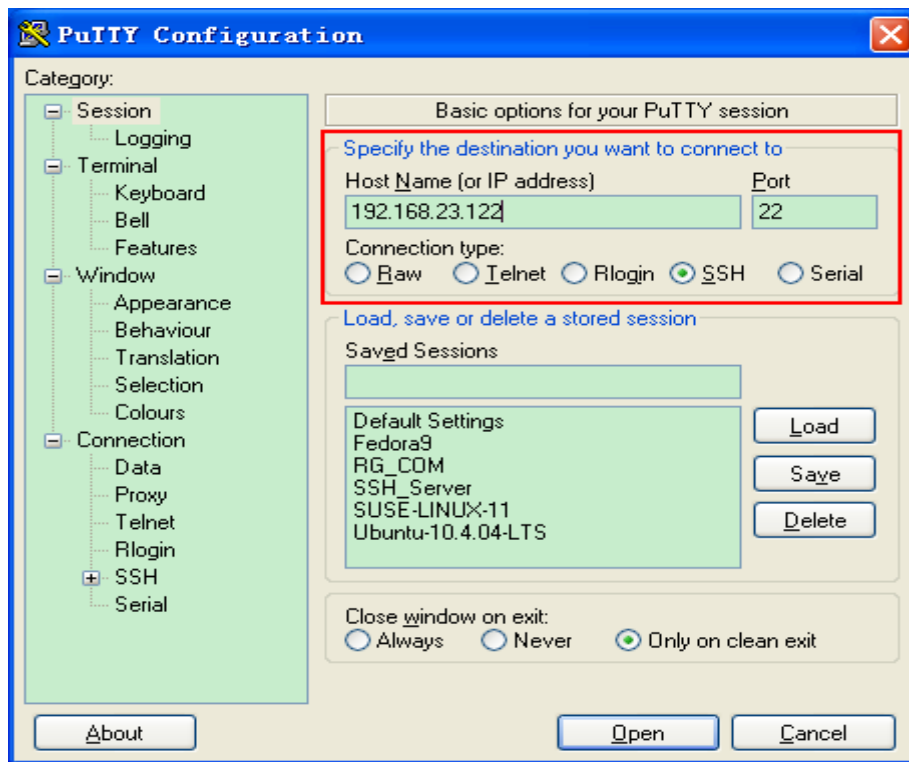 PuTTY Configuration
Category:
Session
Logging
Terminal
Keyboard
Bell
Features
Window
Appearance
Behaviour
Translation
Selection
Colours
Connection
Data
Proxy
Telnet
Rlogin
SSH
Serial
Basic options for your PuTTY session
Specify the destination you want to connect to
Host Name (or IP address) Port
192.168.23.122 22
Connection type:
Raw Telnet Rlogin SSH Serial
Load, save or delete a stored session
Saved Sessions
Default Settings
Fedora9
RG_COM
SSH_Server
SUSE-LINUX-11
Ubuntu-10.4.04-LTS
Load
Save
Delete
Close window on exit:
Always Never Only on clean exit
About Open Cancel